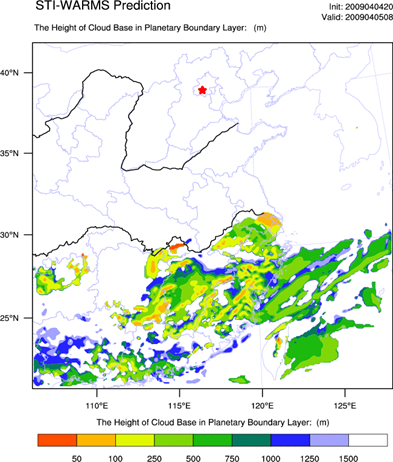 STI-WARMS Prediction
Init: 2009040420
Valid: 2009040508
The Height of Cloud Base in Planetary Boundary Layer: (m)
40°N
35°N
30°N
25°N
110°E 115°E 120°E 125°E
The Height of Cloud Base in Planetary Boundary Layer: (m)
50 100 250 500 750 1000 1250 1500